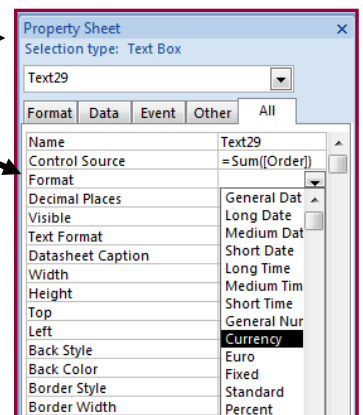 Property Sheet
Selection type: Text Box
Text29
Format Data Event Other All
Name Text29
Control Source =Sum([Order])
Format
Decimal Places General Dat
Visible Long Date
Text Format Medium Dat
Datasheet Caption Short Date
Width Long Time
Height Medium Tim
Top Short Time
Left General Nur
Back Style Currency
Back Color Euro
Border Style Fixed
Border Width Standard
Percent